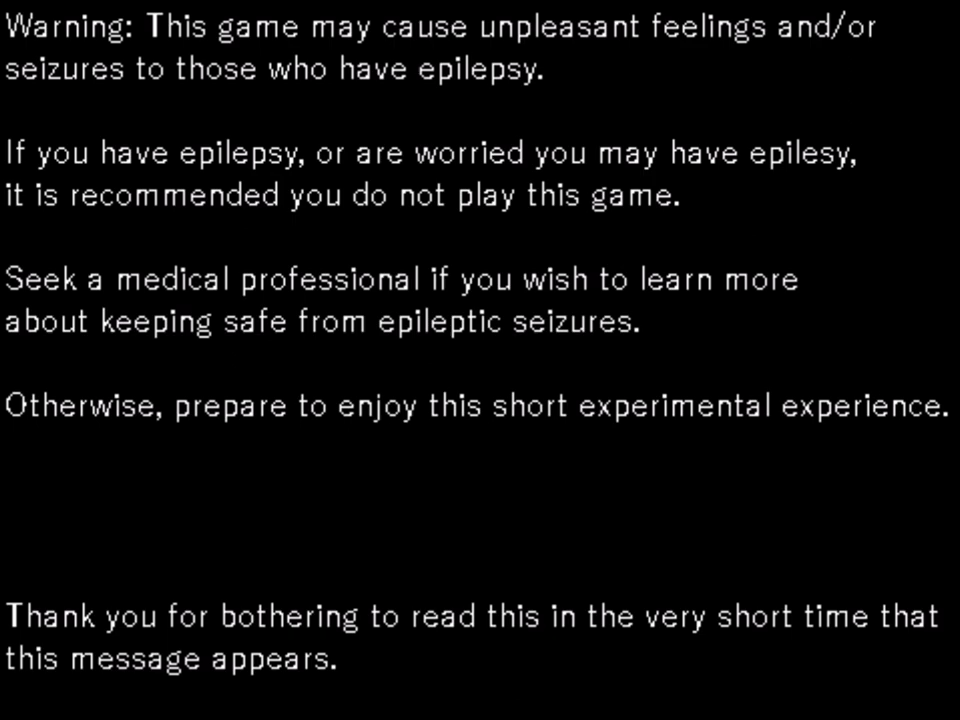 Warning: This game may cause unpleasant feelings and/or
seizures to those who have epilepsy.
If you have epilepsy, or are worried you may have epilesy,
it is recommended you do not play this game.
Seek a medical professional if you wish to learn more
about keeping safe from epileptic seizures.
Otherwise, prepare to enjoy this short experimental experience.
Thank you for bothering to read this in the very short time that
this message appears.